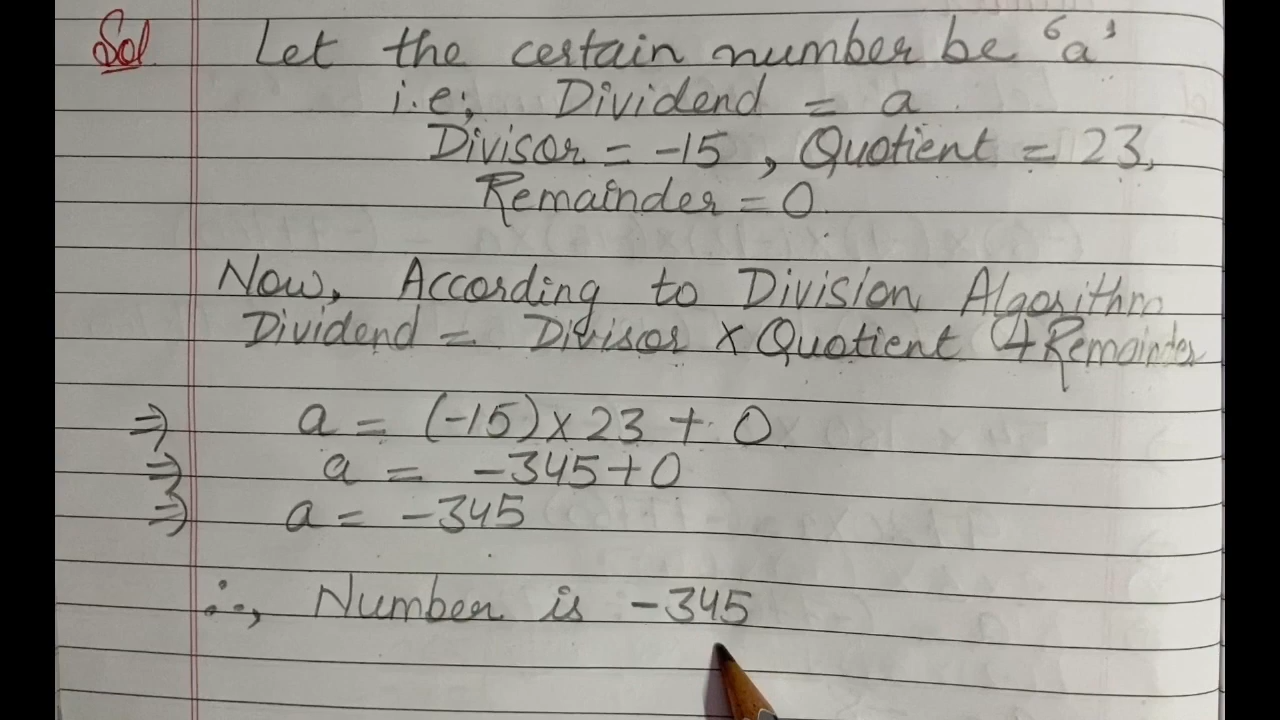 Sol Let the certain number be 'a'
i.e; Dividend = a.
Divisor = -15, Quotient = 23,
Remainder = 0.
Now, According to Division Algorithm
Dividend = Divisor × Quotient + Remainder
⇒ a = (-15) × 23 + 0
⇒ a = -345 + 0
⇒ a = -345
∴, Number is -345